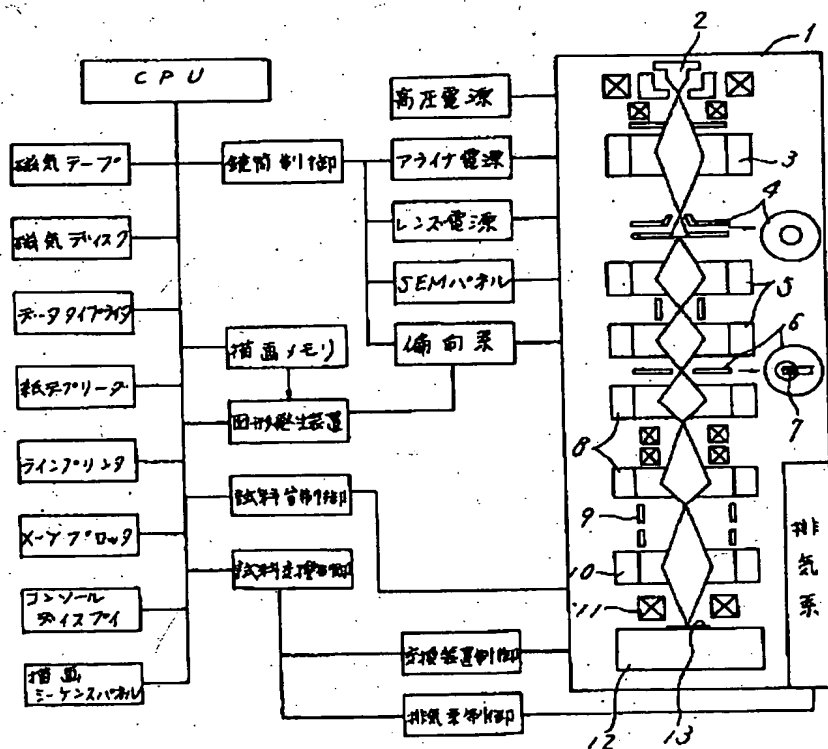 CPU
磁気テープ
磁気ディスク
データタイプライタ
紙テプリーダ
ラインプリンタ
X-Yプロッタ
コンソール
ディスプイ
描画
シーケンスパネル
鏡筒制御
描画メモリ
図形発生装置
試料台制御
試料交換制御
高圧電源
アライナ電源
レンズ電源
SEMパネル
偏向系
交換装置制御
排気系制御
排気系
1
2
3
4
5
6
7
8
9
10
11
12
13